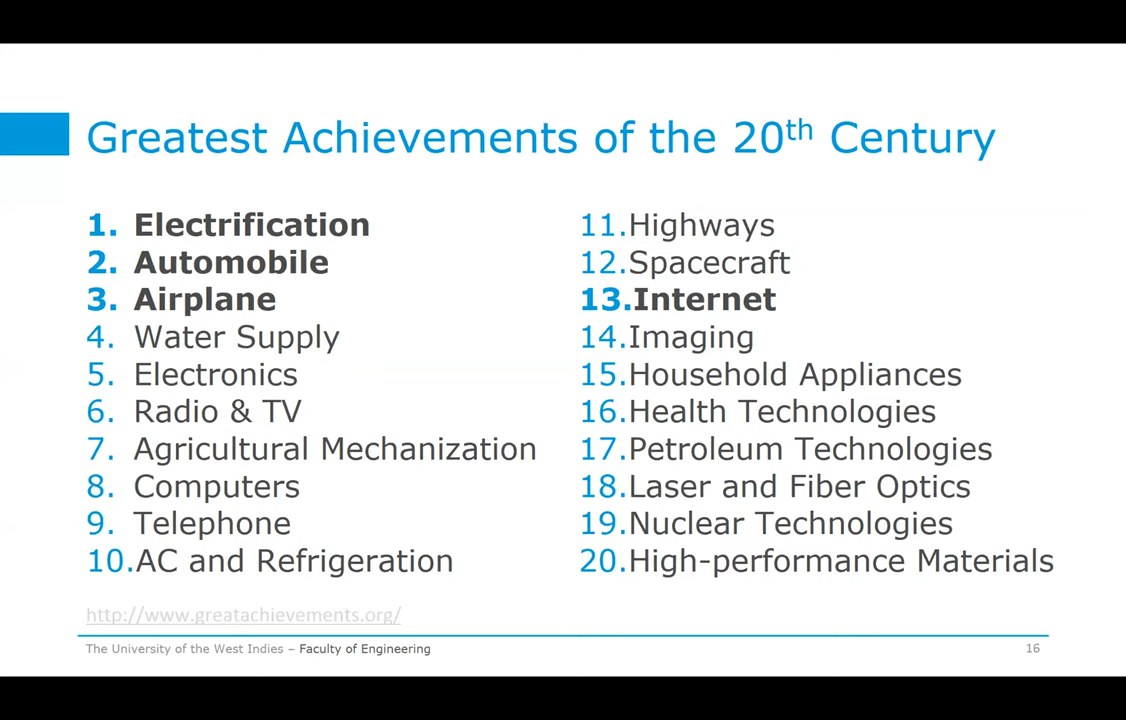 Greatest Achievements of the 20th Century
1. Electrification
2. Automobile
3. Airplane
4. Water Supply
5. Electronics
6. Radio & TV
7. Agricultural Mechanization
8. Computers
9. Telephone
10.AC and Refrigeration
11.Highways
12.Spacecraft
13.Internet
14.Imaging
15.Household Appliances
16.Health Technologies
17.Petroleum Technologies
18.Laser and Fiber Optics
19.Nuclear Technologies
20.High-performance Materials
http://www.greatachievements.org/
The University of the West Indies – Faculty of Engineering
16